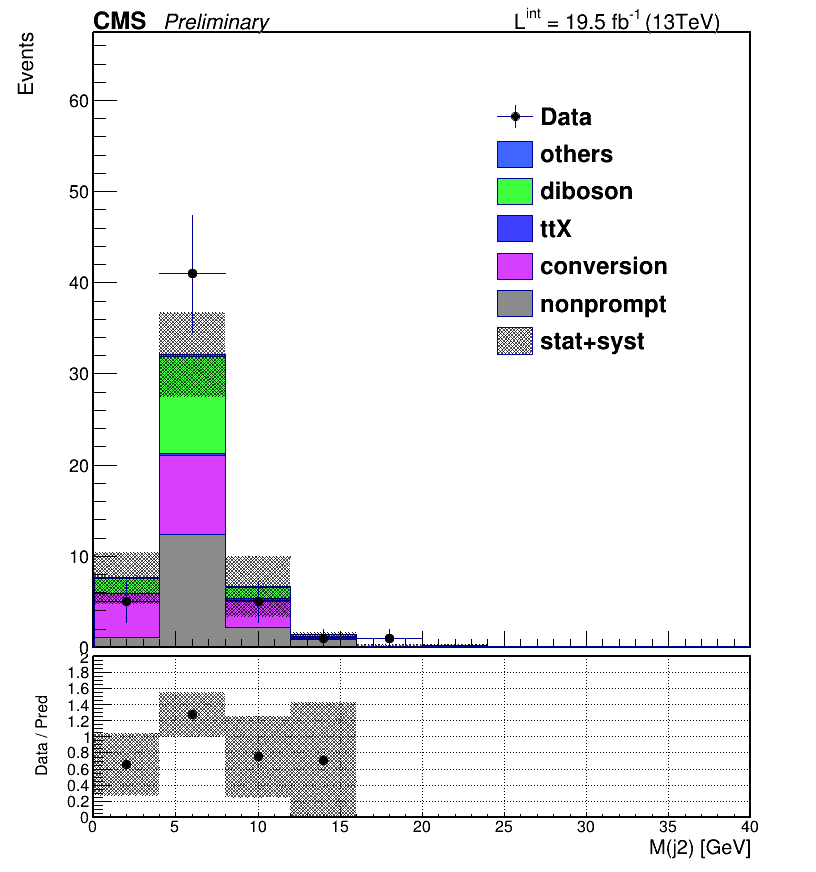 CMS Preliminary L^int = 19.5 fb^-1 (13TeV)
Events
60
50
40
30
20
10
0
Data
others
diboson
ttX
conversion
nonprompt
stat+syst
Data / Pred
2
1.8
1.6
1.4
1.2
1
0.8
0.6
0.4
0.2
0
0 5 10 15 20 25 30 35 40
M(j2) [GeV]